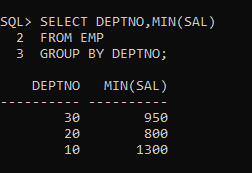 SQL> SELECT DEPTNO,MIN(SAL)
  2  FROM EMP
  3  GROUP BY DEPTNO;

    DEPTNO   MIN(SAL)
---------- ----------
        30        950
        20        800
        10       1300